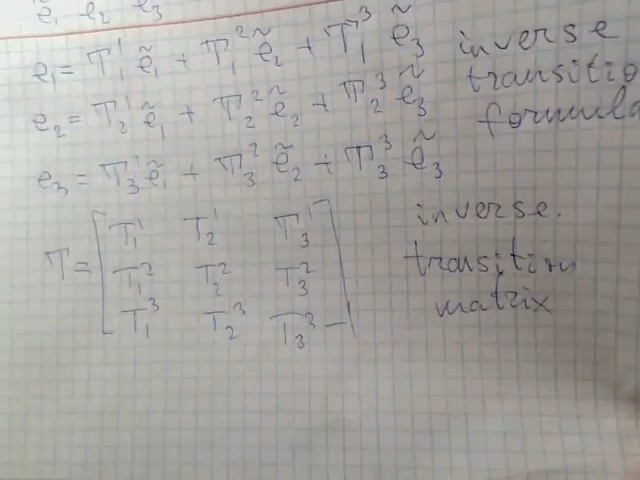 ẽ₁ e₂ e₃
e₁ = T₁¹ ẽ₁ + T₁² ẽ₂ + T₁³ ẽ₃ inverse
e₂ = T₂¹ ẽ₁ + T₂² ẽ₂ + T₂³ ẽ₃ transitio
e₃ = T₃¹ ẽ₁ + T₃² ẽ₂ + T₃³ ẽ₃ formula
T = [ T₁¹ T₂¹ T₃¹ ] inverse.
T₁² T₂² T₃² transition
T₁³ T₂³ T₃³ matrix